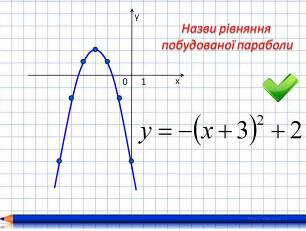 y
Назви рівняння
побудованої параболи
0 1 x
y = −(x + 3)² + 2